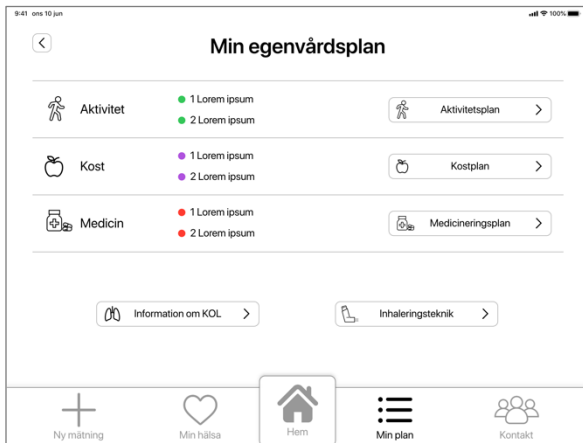 9:41 ons 10 jun 100%
Min egenvårdsplan
Aktivitet
1 Lorem ipsum
2 Lorem ipsum
Aktivitetsplan
Kost
1 Lorem ipsum
2 Lorem ipsum
Kostplan
Medicin
1 Lorem ipsum
2 Lorem ipsum
Medicineringsplan
Information om KOL
Inhaleringsteknik
Ny mätning
Min hälsa
Hem
Min plan
Kontakt